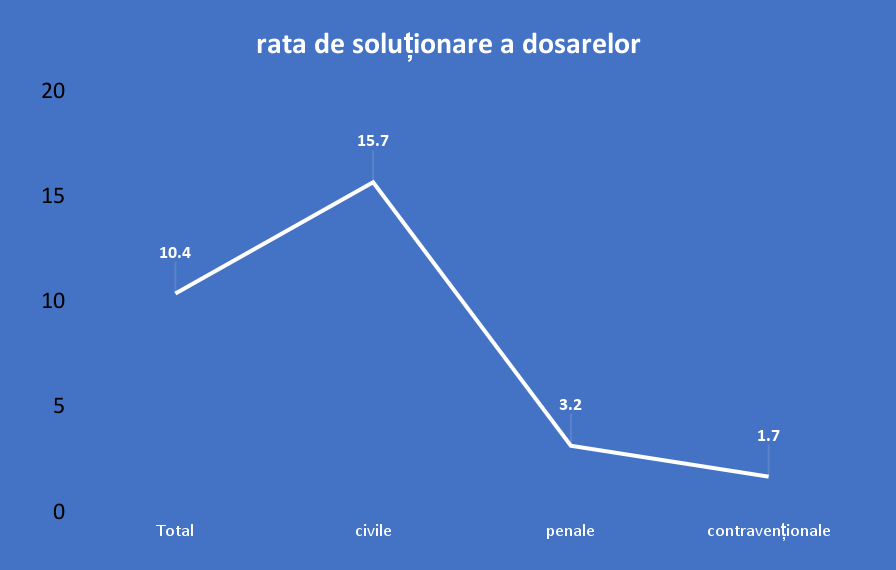 rata de soluționare a dosarelor
20
15
10
5
0
10.4
15.7
3.2
1.7
Total
civile
penale
contravenționale